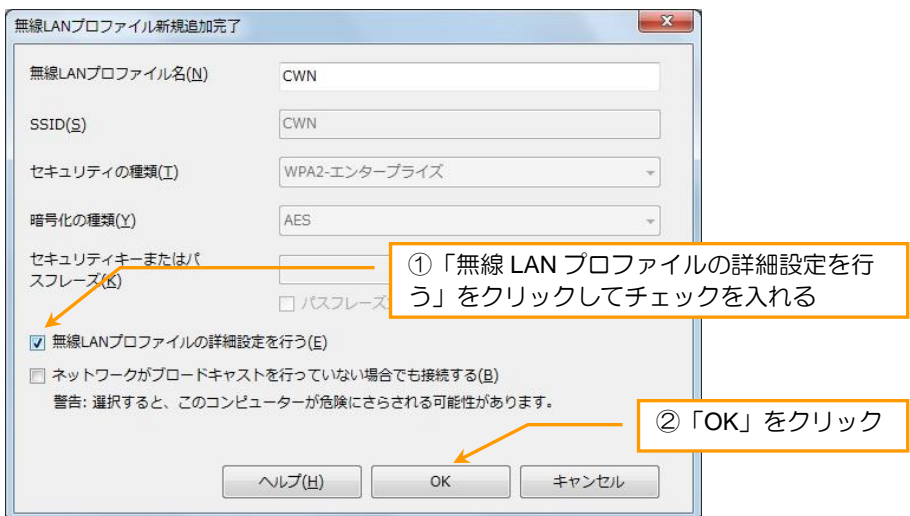 無線LANプロファイル新規追加完了
無線LANプロファイル名(N)
CWN
SSID(S)
CWN
セキュリティの種類(T)
WPA2-エンタープライズ
暗号化の種類(Y)
AES
セキュリティキーまたはパ
スフレーズ(K)
①「無線 LAN プロファイルの詳細設定を行
う」をクリックしてチェックを入れる
パスフレーズ
無線LANプロファイルの詳細設定を行う(E)
ネットワークがブロードキャストを行っていない場合でも接続する(B)
警告: 選択すると、このコンピューターが危険にさらされる可能性があります。
②「OK」をクリック
ヘルプ(H)
OK
キャンセル